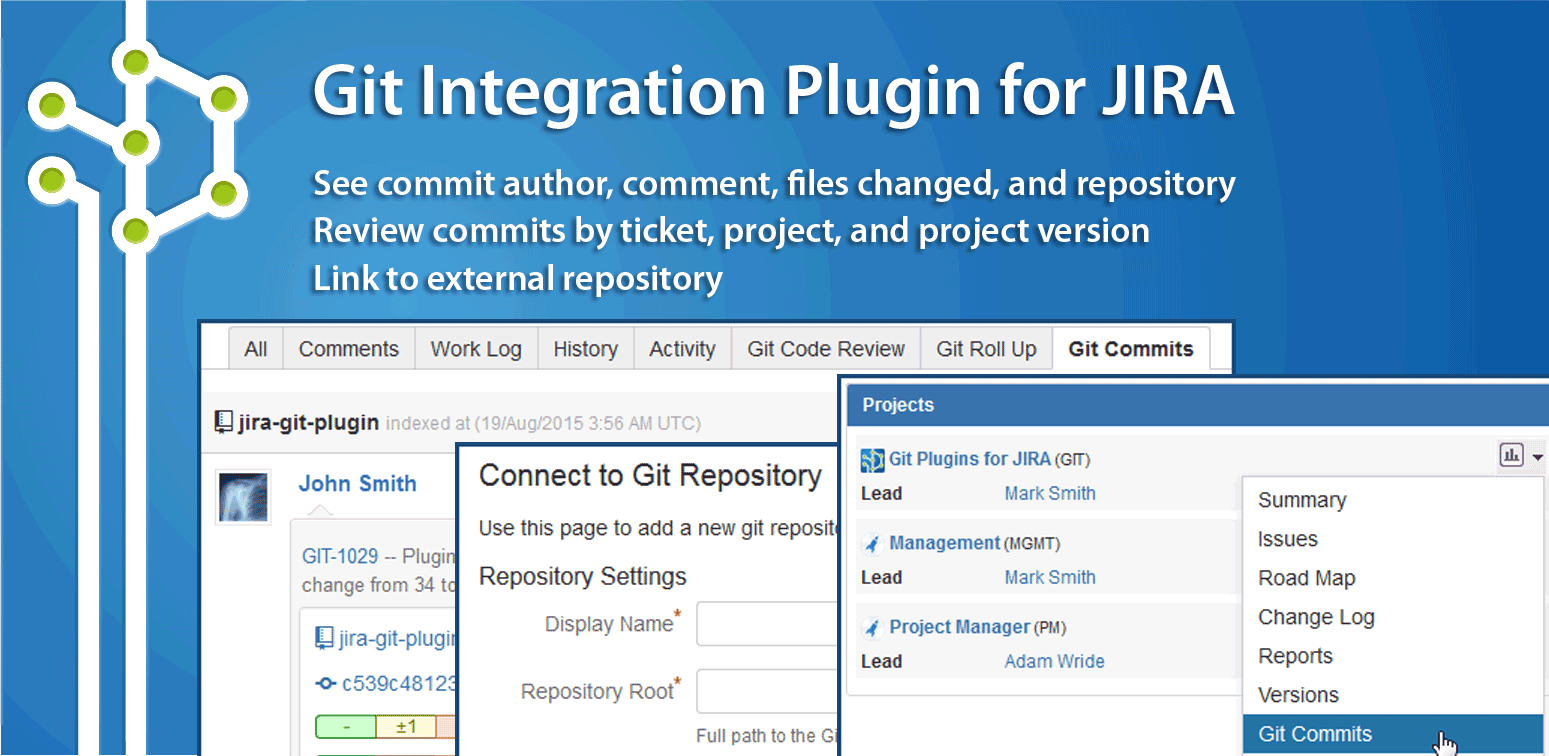 Git Integration Plugin for JIRA
See commit author, comment, files changed, and repository
Review commits by ticket, project, and project version
Link to external repository
All Comments Work Log History Activity Git Code Review Git Roll Up Git Commits
jira-git-plugin indexed at (19/Aug/2015 3:56 AM UTC)
John Smith
GIT-1029 -- Plugin
change from 34 to
jira-git-plugin
c539c48123
- ±1
Connect to Git Repository
Use this page to add a new git reposito
Repository Settings
Display Name*
Repository Root*
Full path to the Gi
Projects
Git Plugins for JIRA (GIT)
Lead Mark Smith
Management (MGMT)
Lead Mark Smith
Project Manager (PM)
Lead Adam Wride
Summary
Issues
Road Map
Change Log
Reports
Versions
Git Commits